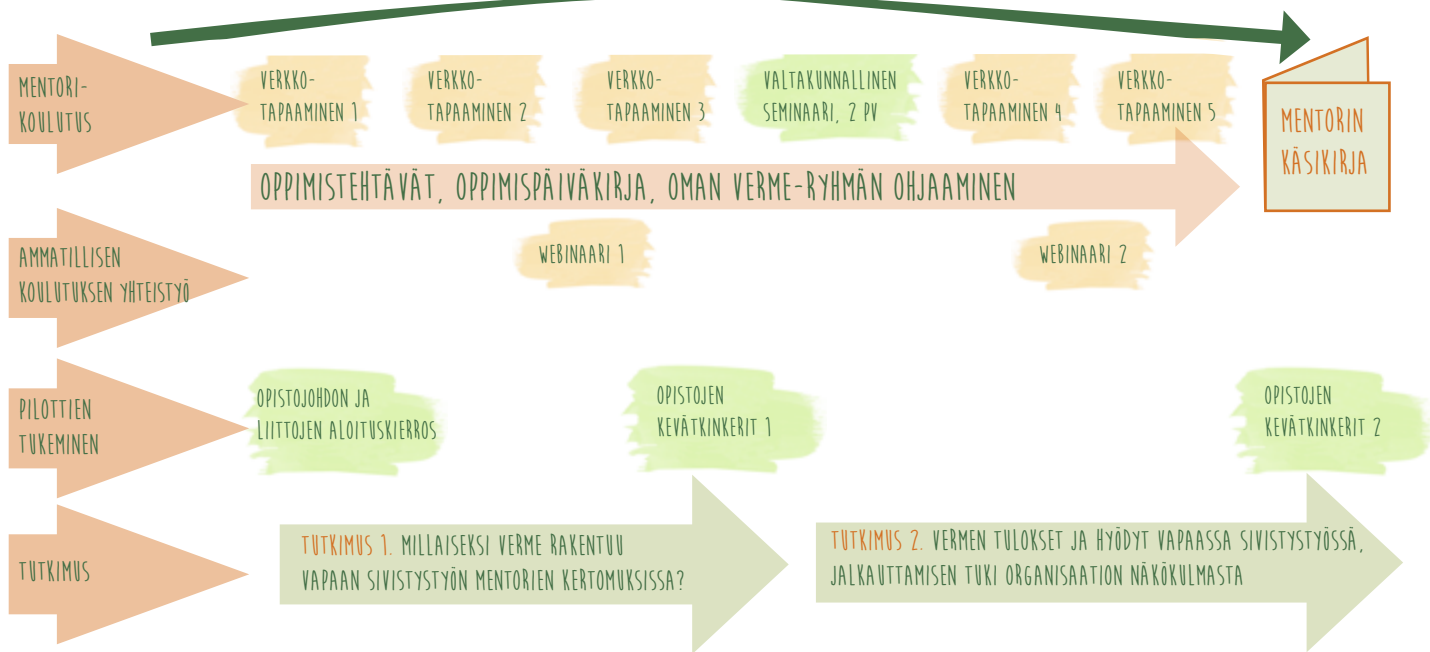 MENTORI-
KOULUTUS
VERKKO-
TAPAAMINEN 1
VERKKO-
TAPAAMINEN 2
VERKKO-
TAPAAMINEN 3
VALTAKUNNALLINEN
SEMINAARI, 2 PV
VERKKO-
TAPAAMINEN 4
VERKKO-
TAPAAMINEN 5
MENTORIN
KÄSIKIRJA
OPPIMISTEHTÄVÄT, OPPIMISPÄIVÄKIRJA, OMAN VERME-RYHMÄN OHJAAMINEN
AMMATILLISEN
KOULUTUKSEN YHTEISTYÖ
WEBINAARI 1
WEBINAARI 2
PILOTTIEN
TUKEMINEN
OPISTOJOHDON JA
LIITTOJEN ALOITUSKIERROS
OPISTOJEN
KEVÄTKINKERIT 1
OPISTOJEN
KEVÄTKINKERIT 2
TUTKIMUS
TUTKIMUS 1. MILLAISEKSI VERME RAKENTUU
VAPAAN SIVISTYSTYÖN MENTORIEN KERTOMUKSISSA?
TUTKIMUS 2. VERMEN TULOKSET JA HYÖDYT VAPAASSA SIVISTYSTYÖSSÄ,
JALKAUTTAMISEN TUKI ORGANISAATION NÄKÖKULMASTA